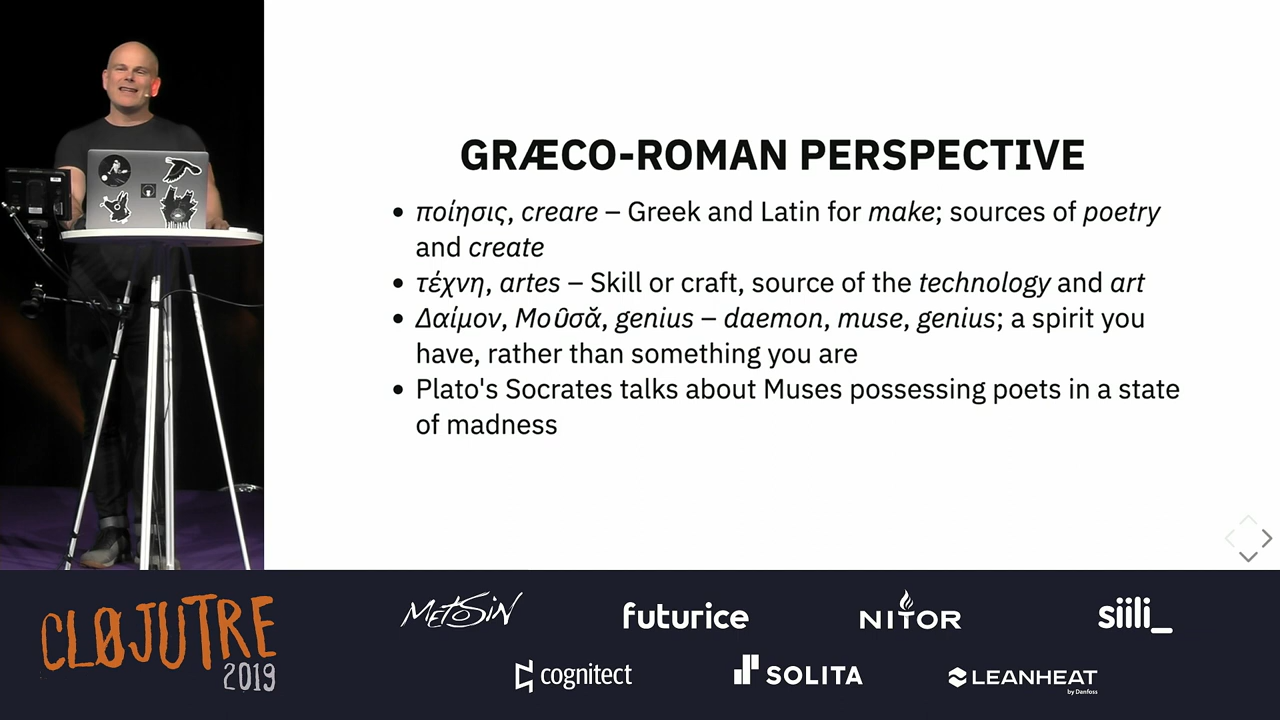 GRÆCO-ROMAN PERSPECTIVE
• ποίησις, creare – Greek and Latin for make; sources of poetry
and create
• τέχνη, artes – Skill or craft, source of the technology and art
• Δαίμον, Μοῦσᾰ, genius – daemon, muse, genius; a spirit you
have, rather than something you are
• Plato's Socrates talks about Muses possessing poets in a state
of madness
CLØJUTRE
2019
METOSIN
futurice
NITOR
siili_
cognitect
SOLITA
LEANHEAT
by Danfoss